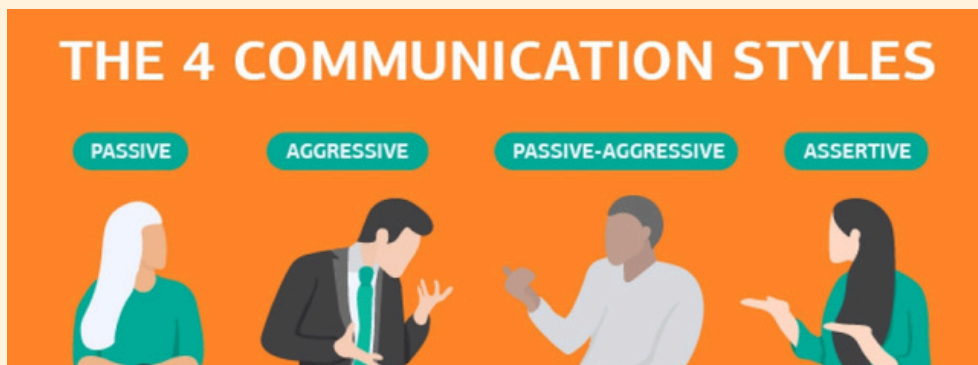 THE 4 COMMUNICATION STYLES
PASSIVE
AGGRESSIVE
PASSIVE-AGGRESSIVE
ASSERTIVE